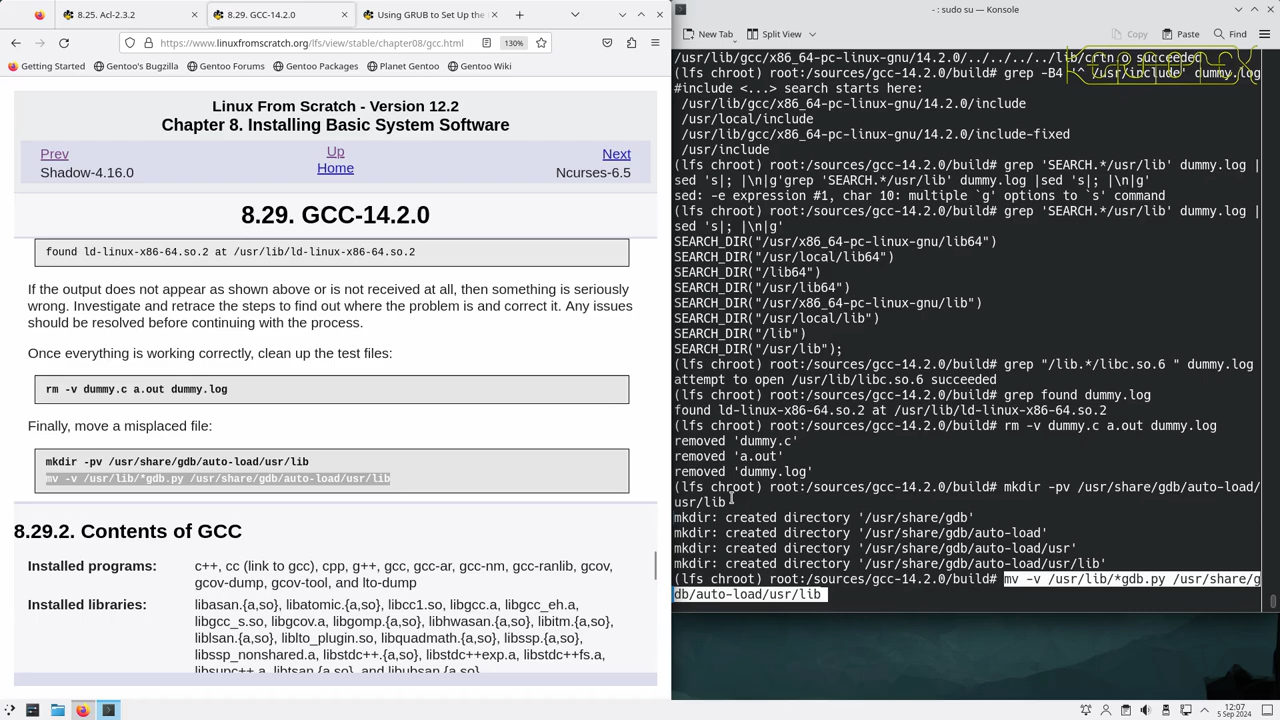 8.25. Acl-2.3.2
8.29. GCC-14.2.0
Using GRUB to Set Up the
https://www.linuxfromscratch.org/lfs/view/stable/chapter08/gcc.html
130%
Getting Started
Gentoo's Bugzilla
Gentoo Forums
Gentoo Packages
Planet Gentoo
Gentoo Wiki
Linux From Scratch - Version 12.2
Chapter 8. Installing Basic System Software
Prev
Up
Next
Shadow-4.16.0
Home
Ncurses-6.5
8.29. GCC-14.2.0
found ld-linux-x86-64.so.2 at /usr/lib/ld-linux-x86-64.so.2
If the output does not appear as shown above or is not received at all, then something is seriously
wrong. Investigate and retrace the steps to find out where the problem is and correct it. Any issues
should be resolved before continuing with the process.
Once everything is working correctly, clean up the test files:
rm -v dummy.c a.out dummy.log
Finally, move a misplaced file:
mkdir -pv /usr/share/gdb/auto-load/usr/lib
mv -v /usr/lib/*gdb.py /usr/share/gdb/auto-load/usr/lib
8.29.2. Contents of GCC
Installed programs:
c++, cc (link to gcc), cpp, g++, gcc, gcc-ar, gcc-nm, gcc-ranlib, gcov,
gcov-dump, gcov-tool, and lto-dump
Installed libraries:
libasan.{a,so}, libatomic.{a,so}, libcc1.so, libgcc.a, libgcc_eh.a,
libgcc_s.so, libgcov.a, libgomp.{a,so}, libhwasan.{a,so}, libitm.{a,so},
liblsan.{a,so}, liblto_plugin.so, libquadmath.{a,so}, libssp.{a,so},
libssp_nonshared.a, libstdc++.{a,so}, libstdc++exp.a, libstdc++fs.a,
libsupc++.a, libtsan.{a,so}, and libubsan.{a,so}
- : sudo su — Konsole
New Tab
Split View
Copy
Paste
Find
/usr/lib/gcc/x86_64-pc-linux-gnu/14.2.0/../../../../lib/crtn.o succeeded
(lfs chroot) root:/sources/gcc-14.2.0/build# grep -B4 '^ /usr/include' dummy.log
#include <...> search starts here:
/usr/lib/gcc/x86_64-pc-linux-gnu/14.2.0/include
/usr/local/include
/usr/lib/gcc/x86_64-pc-linux-gnu/14.2.0/include-fixed
/usr/include
(lfs chroot) root:/sources/gcc-14.2.0/build# grep 'SEARCH.*/usr/lib' dummy.log |
sed 's|; |\n|g'grep 'SEARCH.*/usr/lib' dummy.log |sed 's|; |\n|g'
sed: -e expression #1, char 10: multiple `g' options to `s' command
(lfs chroot) root:/sources/gcc-14.2.0/build# grep 'SEARCH.*/usr/lib' dummy.log |
sed 's|; |\n|g'
SEARCH_DIR("/usr/x86_64-pc-linux-gnu/lib64")
SEARCH_DIR("/usr/local/lib64")
SEARCH_DIR("/lib64")
SEARCH_DIR("/usr/lib64")
SEARCH_DIR("/usr/x86_64-pc-linux-gnu/lib")
SEARCH_DIR("/usr/local/lib")
SEARCH_DIR("/lib")
SEARCH_DIR("/usr/lib");
(lfs chroot) root:/sources/gcc-14.2.0/build# grep "/lib.*/libc.so.6 " dummy.log
attempt to open /usr/lib/libc.so.6 succeeded
(lfs chroot) root:/sources/gcc-14.2.0/build# grep found dummy.log
found ld-linux-x86-64.so.2 at /usr/lib/ld-linux-x86-64.so.2
(lfs chroot) root:/sources/gcc-14.2.0/build# rm -v dummy.c a.out dummy.log
removed 'dummy.c'
removed 'a.out'
removed 'dummy.log'
(lfs chroot) root:/sources/gcc-14.2.0/build# mkdir -pv /usr/share/gdb/auto-load/
usr/lib
mkdir: created directory '/usr/share/gdb'
mkdir: created directory '/usr/share/gdb/auto-load'
mkdir: created directory '/usr/share/gdb/auto-load/usr'
mkdir: created directory '/usr/share/gdb/auto-load/usr/lib'
(lfs chroot) root:/sources/gcc-14.2.0/build# mv -v /usr/lib/*gdb.py /usr/share/g
db/auto-load/usr/lib
12:07
5 Sep 2024